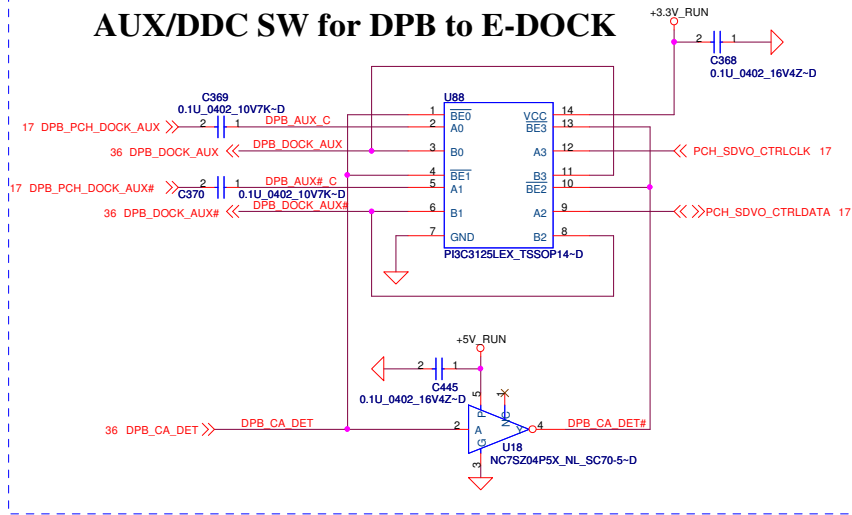 AUX/DDC SW for DPB to E-DOCK
+3.3V_RUN
2 1
C368
0.1U_0402_16V4Z~D
C369
0.1U_0402_10V7K~D
U88
17 DPB_PCH_DOCK_AUX 2 1 DPB_AUX_C
36 DPB_DOCK_AUX DPB_DOCK_AUX
17 DPB_PCH_DOCK_AUX# 2 1 DPB_AUX#_C
C370 0.1U_0402_10V7K~D
36 DPB_DOCK_AUX# DPB_DOCK_AUX#
1 BE0 VCC 14
2 A0 BE3 13
3 B0 A3 12
4 BE1 B3 11
5 A1 BE2 10
6 B1 A2 9
7 GND B2 8
PI3C3125LEX_TSSOP14~D
PCH_SDVO_CTRLCLK 17
PCH_SDVO_CTRLDATA 17
+5V_RUN
2 1
C445
0.1U_0402_16V4Z~D
36 DPB_CA_DET DPB_CA_DET
5 P 1 NC
2 A Y 4 DPB_CA_DET#
G 3
U18
NC7SZ04P5X_NL_SC70-5~D